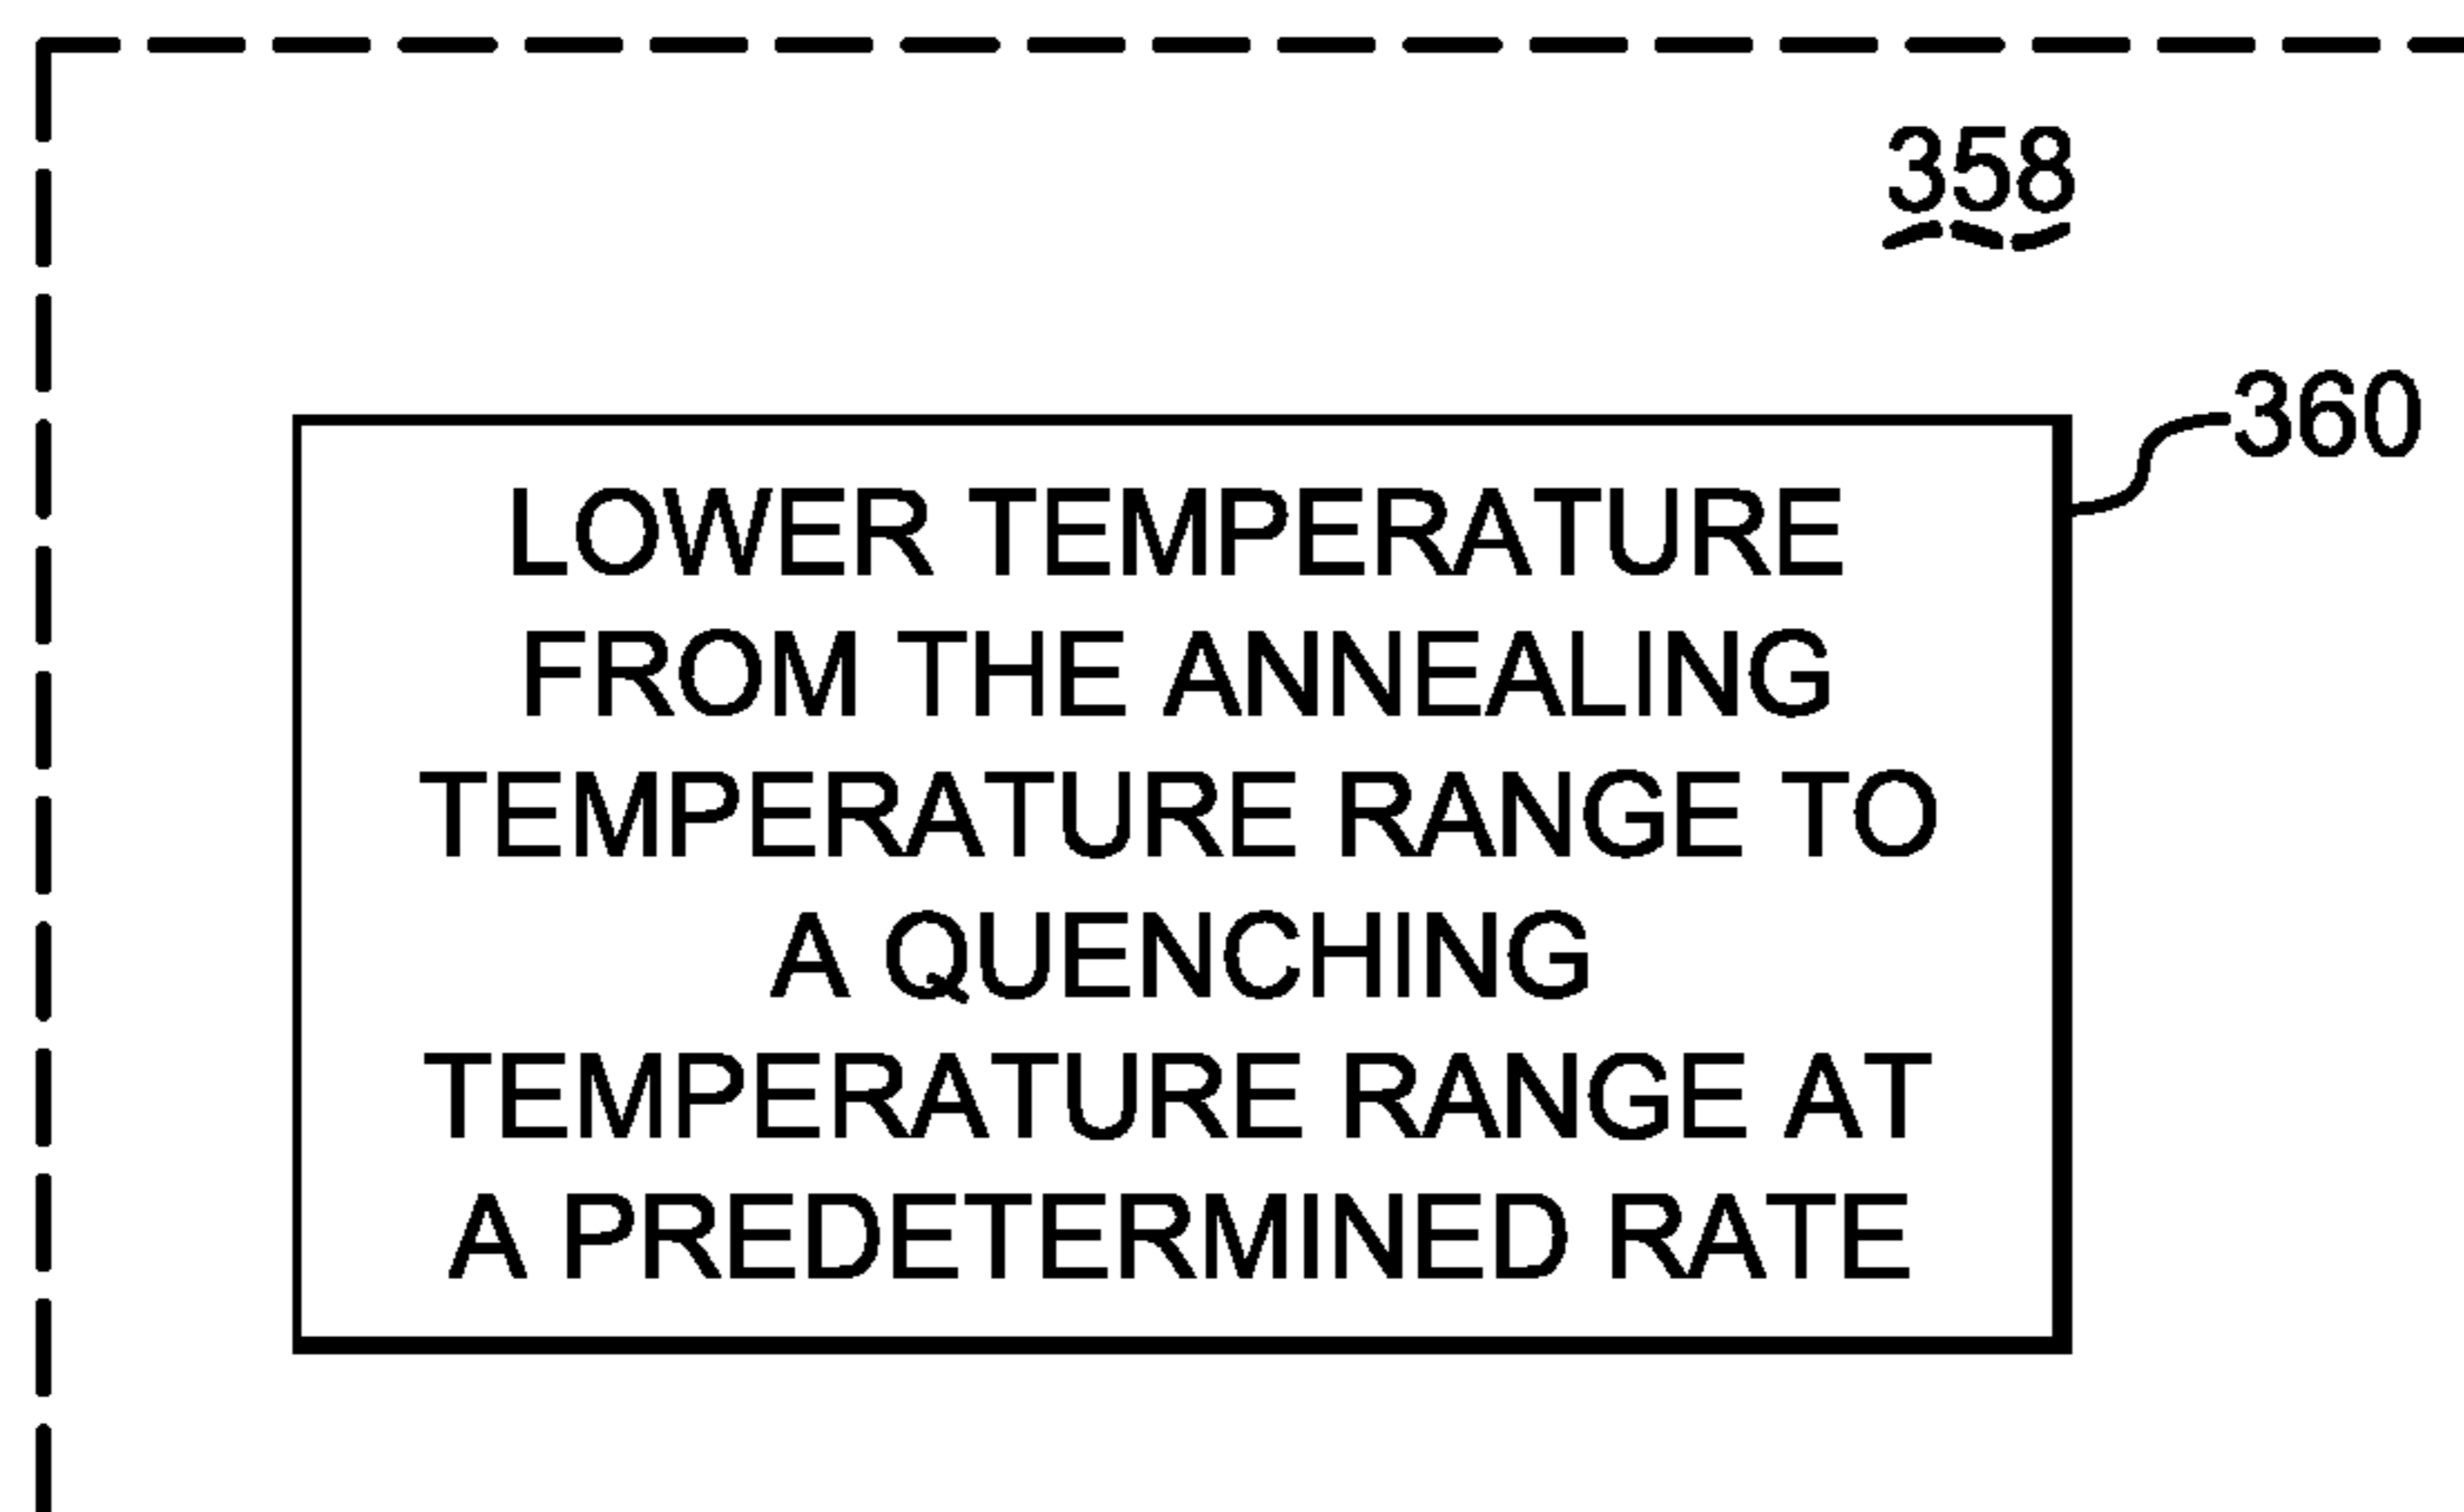 358
360
LOWER TEMPERATURE
FROM THE ANNEALING
TEMPERATURE RANGE TO
A QUENCHING
TEMPERATURE RANGE AT
A PREDETERMINED RATE